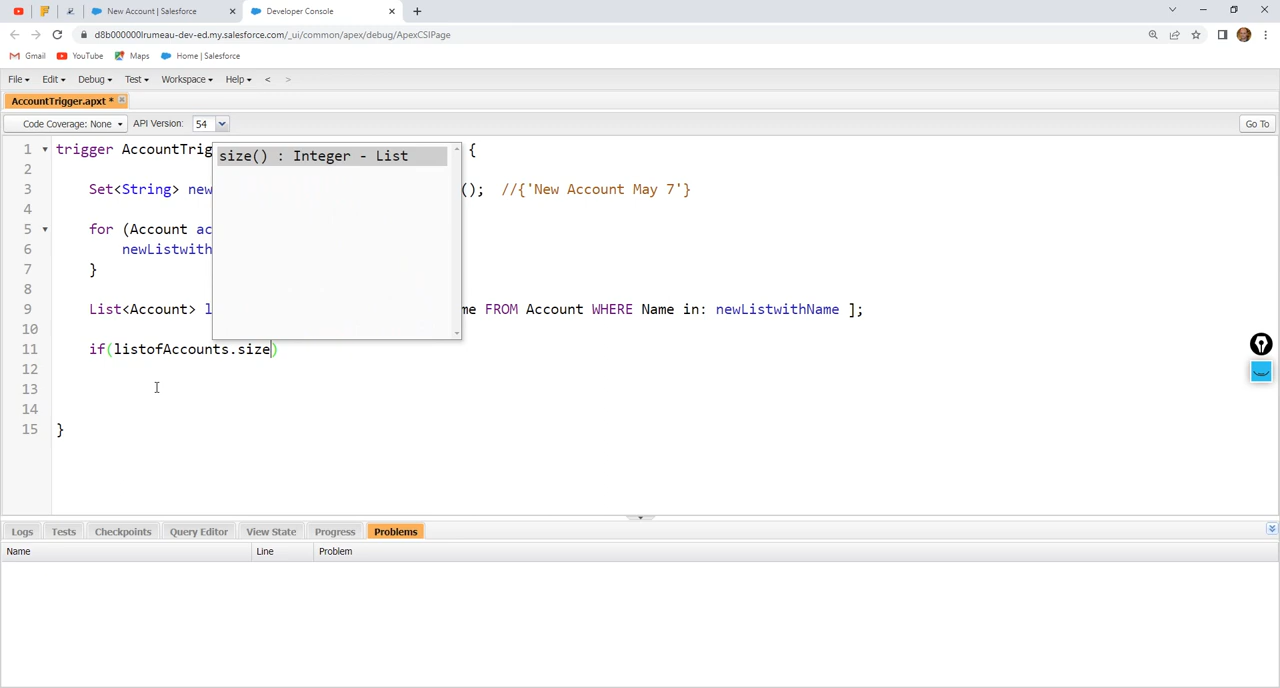 New Account | Salesforce
Developer Console
d8b000000lrumeau-dev-ed.my.salesforce.com/_ui/common/apex/debug/ApexCSIPage
Gmail YouTube Maps Home | Salesforce
File Edit Debug Test Workspace Help < >
AccountTrigger.apxt *
Code Coverage: None API Version: 54 Go To
1 trigger AccountTrig {
size() : Integer - List
2
3 Set<String> new (); //{'New Account May 7'}
4
5 for (Account ac
6 newListwith
7 }
8
9 List<Account> l me FROM Account WHERE Name in: newListwithName ];
10
11 if(listofAccounts.size)
12
13
14
15 }
Logs Tests Checkpoints Query Editor View State Progress Problems
Name Line Problem